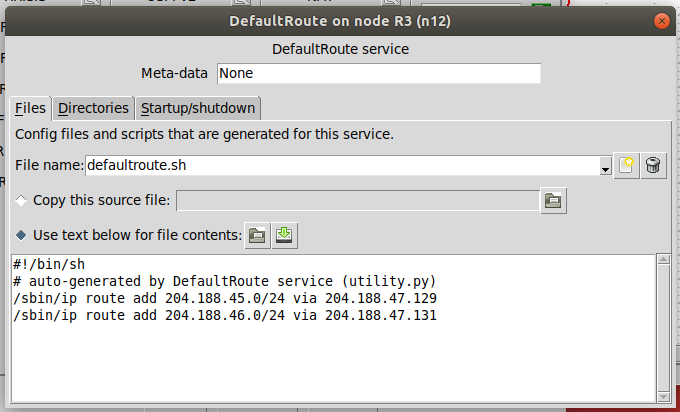 DefaultRoute on node R3 (n12)
DefaultRoute service
Meta-data None
Files Directories Startup/shutdown
Config files and scripts that are generated for this service.
File name: defaultroute.sh
Copy this source file:
Use text below for file contents:
#!/bin/sh
# auto-generated by DefaultRoute service (utility.py)
/sbin/ip route add 204.188.45.0/24 via 204.188.47.129
/sbin/ip route add 204.188.46.0/24 via 204.188.47.131